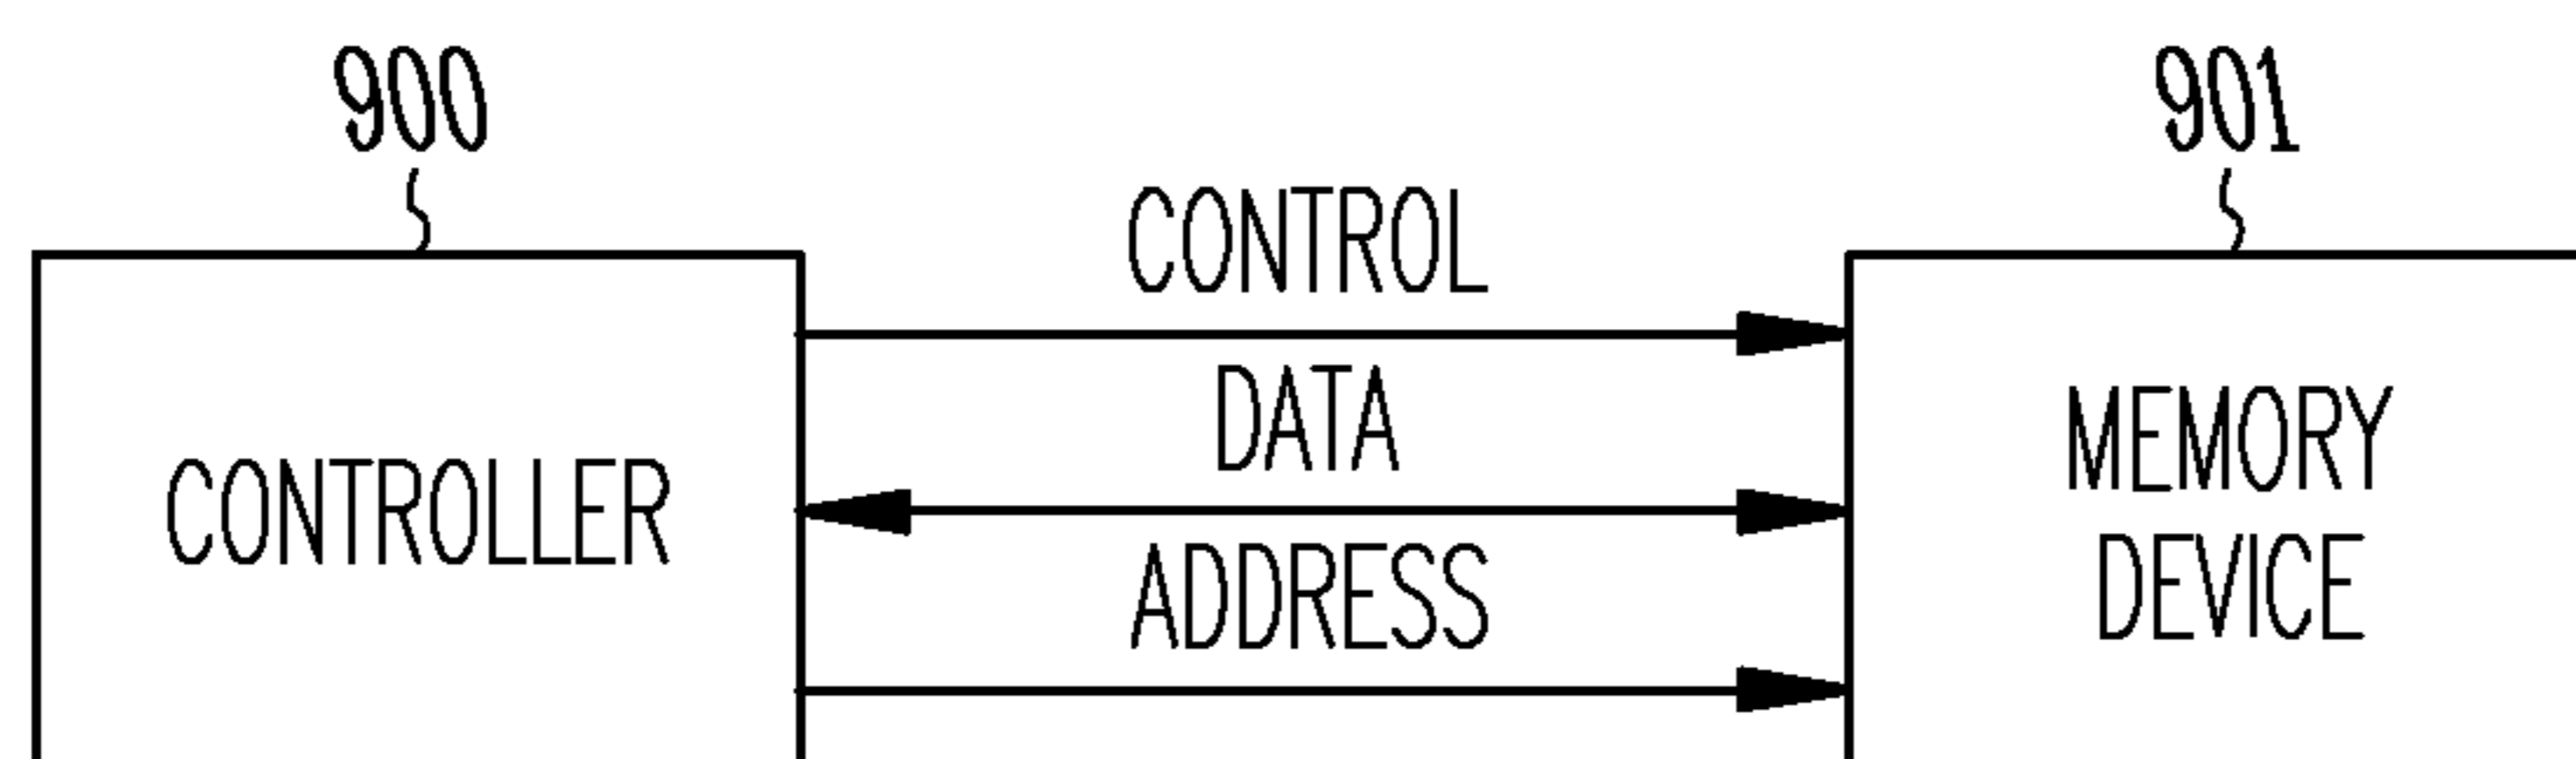 900
901
CONTROL
DATA
CONTROLLER
MEMORY
DEVICE
ADDRESS